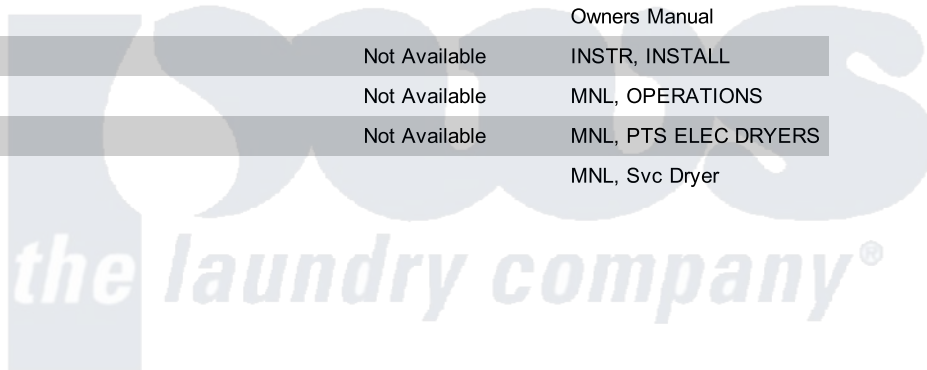 Owners Manual
Not Available INSTR, INSTALL
Not Available MNL, OPERATIONS
Not Available MNL, PTS ELEC DRYERS
MNL, Svc Dryer
the laundry company®